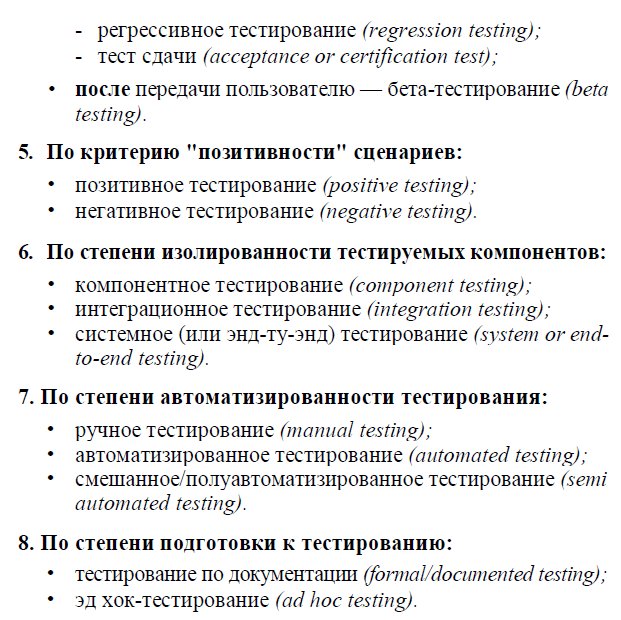 - регрессивное тестирование (regression testing);
- тест сдачи (acceptance or certification test);
• после передачи пользователю — бета-тестирование (beta
testing).
5. По критерию "позитивности" сценариев:
• позитивное тестирование (positive testing);
• негативное тестирование (negative testing).
6. По степени изолированности тестируемых компонентов:
• компонентное тестирование (component testing);
• интеграционное тестирование (integration testing);
• системное (или энд-ту-энд) тестирование (system or end-
to-end testing).
7. По степени автоматизированности тестирования:
• ручное тестирование (manual testing);
• автоматизированное тестирование (automated testing);
• смешанное/полуавтоматизированное тестирование (semi
automated testing).
8. По степени подготовки к тестированию:
• тестирование по документации (formal/documented testing);
• эд хок-тестирование (ad hoc testing).